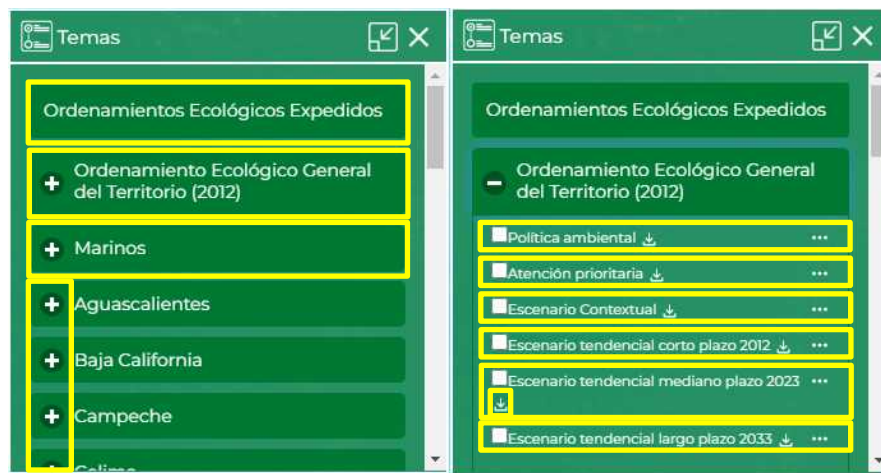 Temas
Ordenamientos Ecológicos Expedidos
Ordenamiento Ecológico General
del Territorio (2012)
Marinos
Aguascalientes
Baja California
Campeche
Colima
Temas
Ordenamientos Ecológicos Expedidos
Ordenamiento Ecológico General
del Territorio (2012)
Política ambiental
Atención prioritaria
Escenario Contextual
Escenario tendencial corto plazo 2012
Escenario tendencial mediano plazo 2023
Escenario tendencial largo plazo 2033